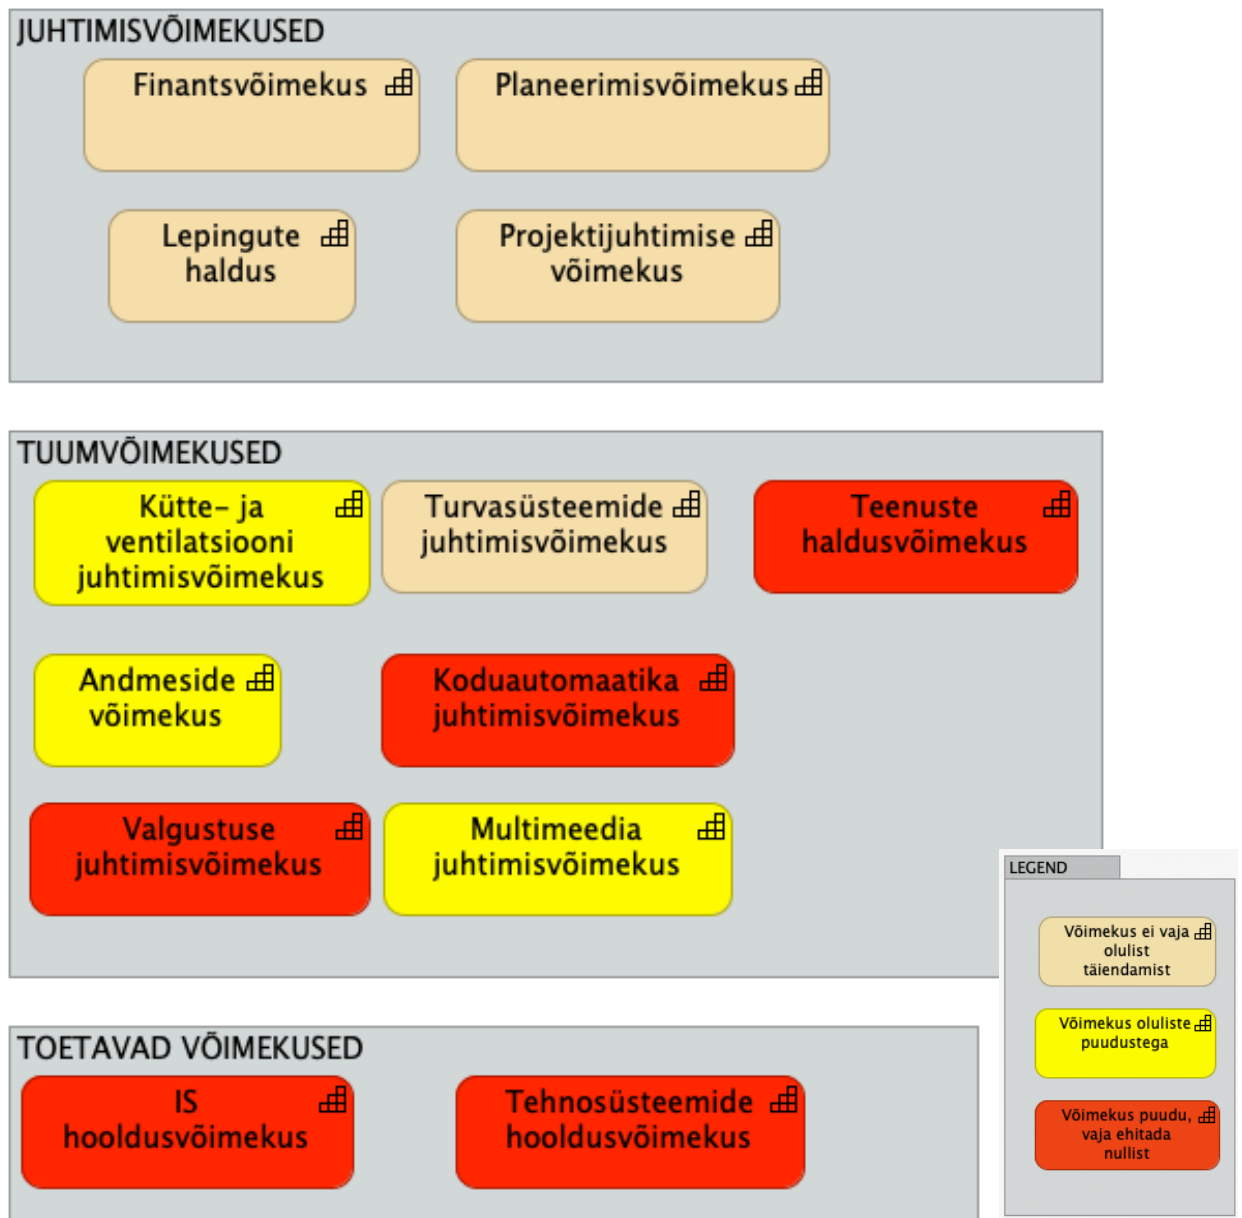 JUHTIMISVÕIMEKUSED
Finantsvõimekus
Planeerimisvõimekus
Lepingute
haldus
Projektijuhtimise
võimekus
TUUMVÕIMEKUSED
Kütte- ja
ventilatsiooni
juhtimisvõimekus
Turvasüsteemide
juhtimisvõimekus
Teenuste
haldusvõimekus
Andmeside
võimekus
Koduautomaatika
juhtimisvõimekus
Valgustuse
juhtimisvõimekus
Multimeedia
juhtimisvõimekus
TOETAVAD VÕIMEKUSED
IS
hooldusvõimekus
Tehnosüsteemide
hooldusvõimekus
LEGEND
Võimekus ei vaja
olulist
täiendamist
Võimekus oluliste
puudustega
Võimekus puudu,
vaja ehitada
nullist